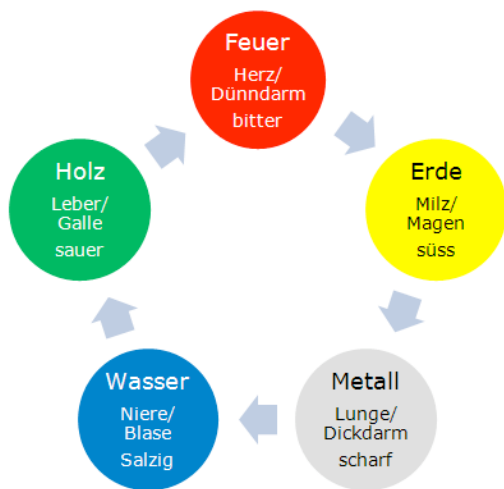 Feuer
Herz/
Dünndarm
bitter
Erde
Milz/
Magen
süss
Metall
Lunge/
Dickdarm
scharf
Wasser
Niere/
Blase
Salzig
Holz
Leber/
Galle
sauer